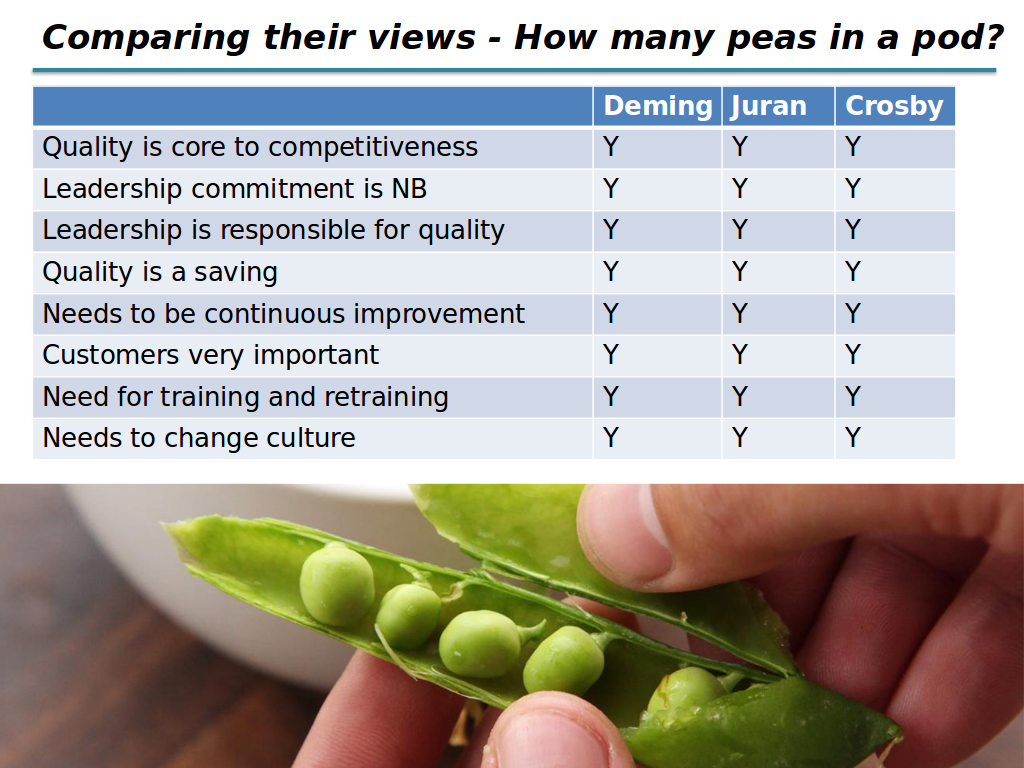 Comparing their views - How many peas in a pod?
Deming Juran Crosby
Quality is core to competitiveness Y Y Y
Leadership commitment is NB Y Y Y
Leadership is responsible for quality Y Y Y
Quality is a saving Y Y Y
Needs to be continuous improvement Y Y Y
Customers very important Y Y Y
Need for training and retraining Y Y Y
Needs to change culture Y Y Y